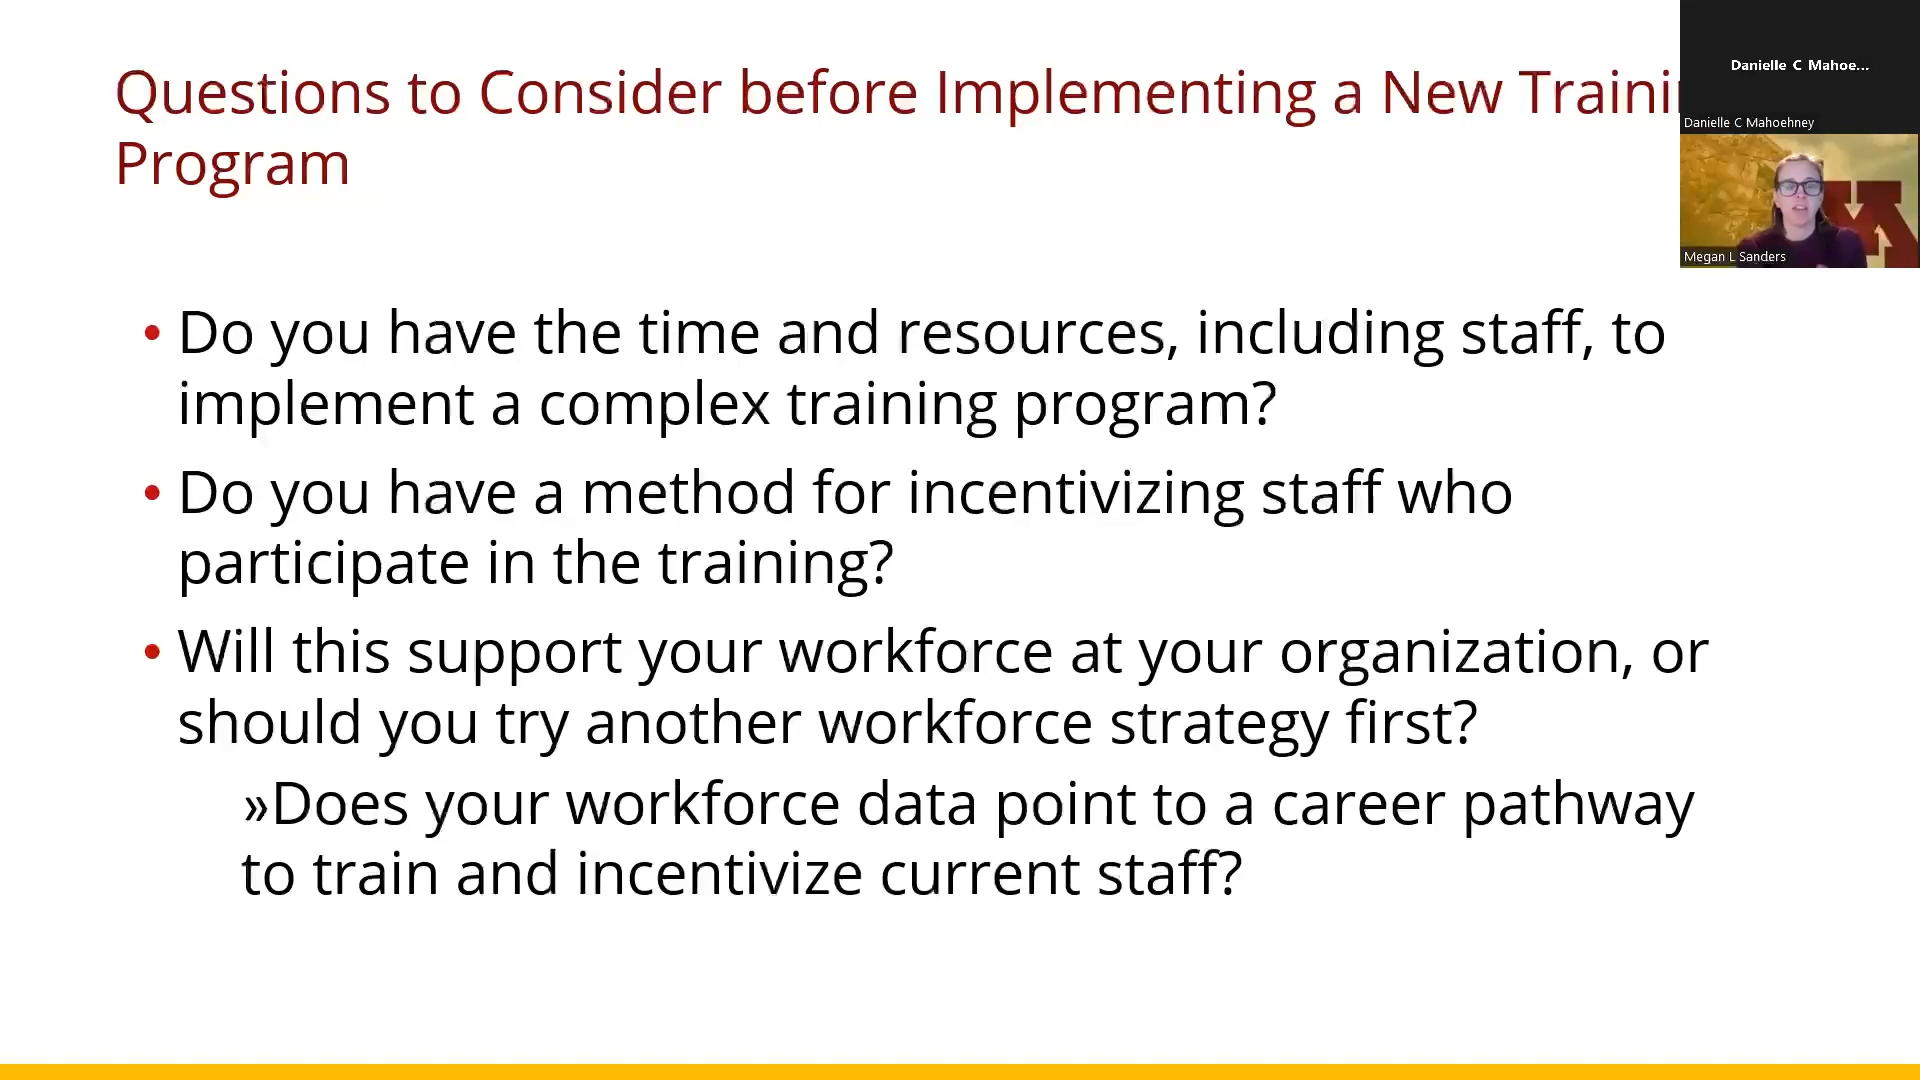 Questions to Consider before Implementing a New Traini
Program
Danielle C Mahoe...
Danielle C Mahoehney
Megan L Sanders
• Do you have the time and resources, including staff, to
implement a complex training program?
• Do you have a method for incentivizing staff who
participate in the training?
• Will this support your workforce at your organization, or
should you try another workforce strategy first?
»Does your workforce data point to a career pathway
to train and incentivize current staff?